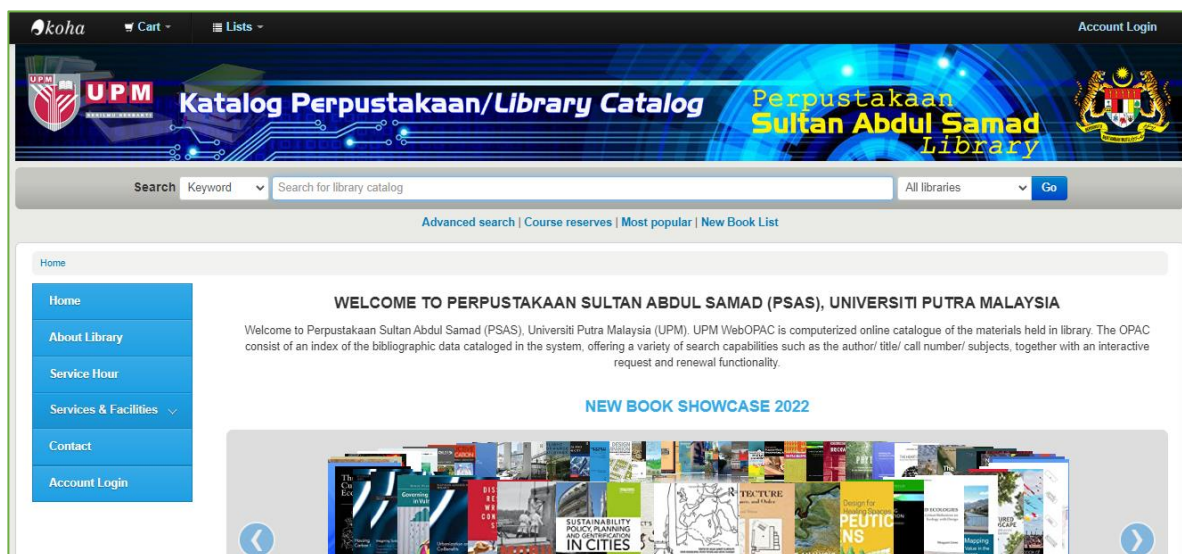 koha Cart Lists Account Login
UPM
UPM
BERILMU BERBAKTI
Katalog Perpustakaan/Library Catalog
Perpustakaan
Sultan Abdul Samad
Library
Search Keyword Search for library catalog All libraries Go
Advanced search | Course reserves | Most popular | New Book List
Home
Home
About Library
Service Hour
Services & Facilities
Contact
Account Login
WELCOME TO PERPUSTAKAAN SULTAN ABDUL SAMAD (PSAS), UNIVERSITI PUTRA MALAYSIA
Welcome to Perpustakaan Sultan Abdul Samad (PSAS), Universiti Putra Malaysia (UPM). UPM WebOPAC is computerized online catalogue of the materials held in library. The OPAC
consist of an index of the bibliographic data cataloged in the system, offering a variety of search capabilities such as the author/ title/ call number/ subjects, together with an interactive
request and renewal functionality.
NEW BOOK SHOWCASE 2022
SUSTAINABILITY
POLICY, PLANNING
AND GENTRIFICATION
IN CITIES
Design for
Healing Spaces
Mapping